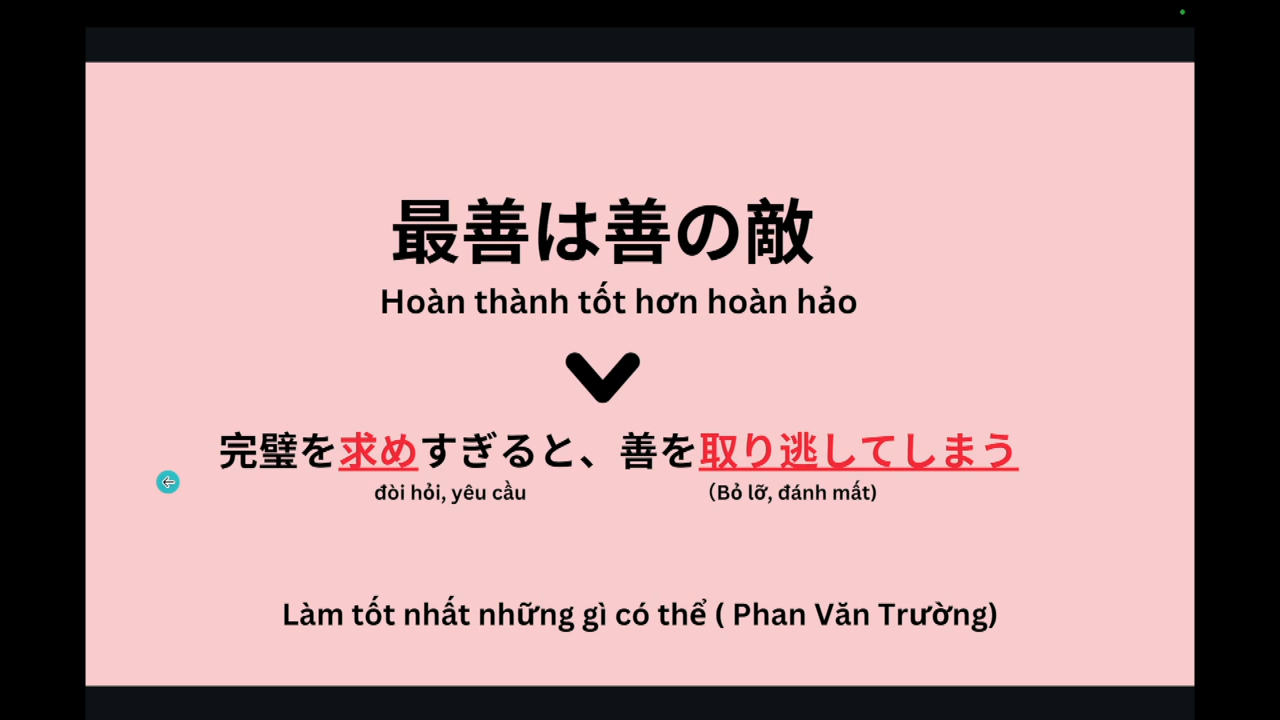 最善は善の敵
Hoàn thành tốt hơn hoàn hảo
完璧を求めすぎると、善を取り逃してしまう
đòi hỏi, yêu cầu （Bỏ lỡ, đánh mất)
Làm tốt nhất những gì có thể ( Phan Văn Trường)